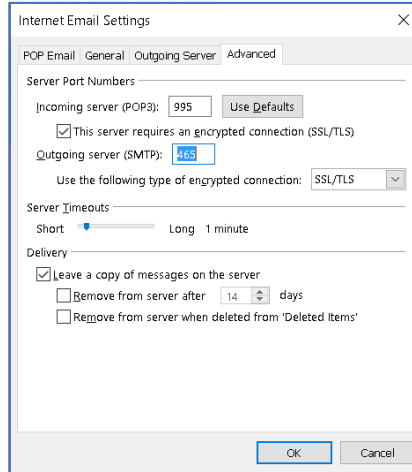 Internet Email Settings
POP Email General Outgoing Server Advanced
Server Port Numbers
Incoming server (POP3): 995 Use Defaults
This server requires an encrypted connection (SSL/TLS)
Outgoing server (SMTP): 465
Use the following type of encrypted connection: SSL/TLS
Server Timeouts
Short Long 1 minute
Delivery
Leave a copy of messages on the server
Remove from server after 14 days
Remove from server when deleted from 'Deleted Items'
OK Cancel